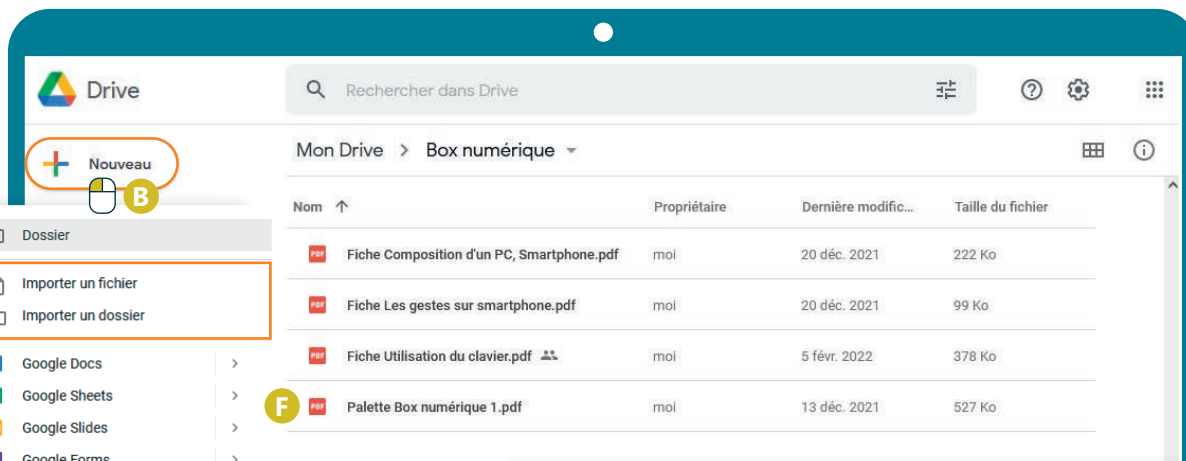 Drive
Rechercher dans Drive
Nouveau
B
Mon Drive > Box numérique
Nom Propriétaire Dernière modific... Taille du fichier
Dossier
PDF Fiche Composition d'un PC, Smartphone.pdf moi 20 déc. 2021 222 Ko
Importer un fichier
PDF Fiche Les gestes sur smartphone.pdf moi 20 déc. 2021 99 Ko
Importer un dossier
PDF Fiche Utilisation du clavier.pdf moi 5 févr. 2022 378 Ko
Google Docs
Google Sheets
F PDF Palette Box numérique 1.pdf moi 13 déc. 2021 527 Ko
Google Slides
Google Forms